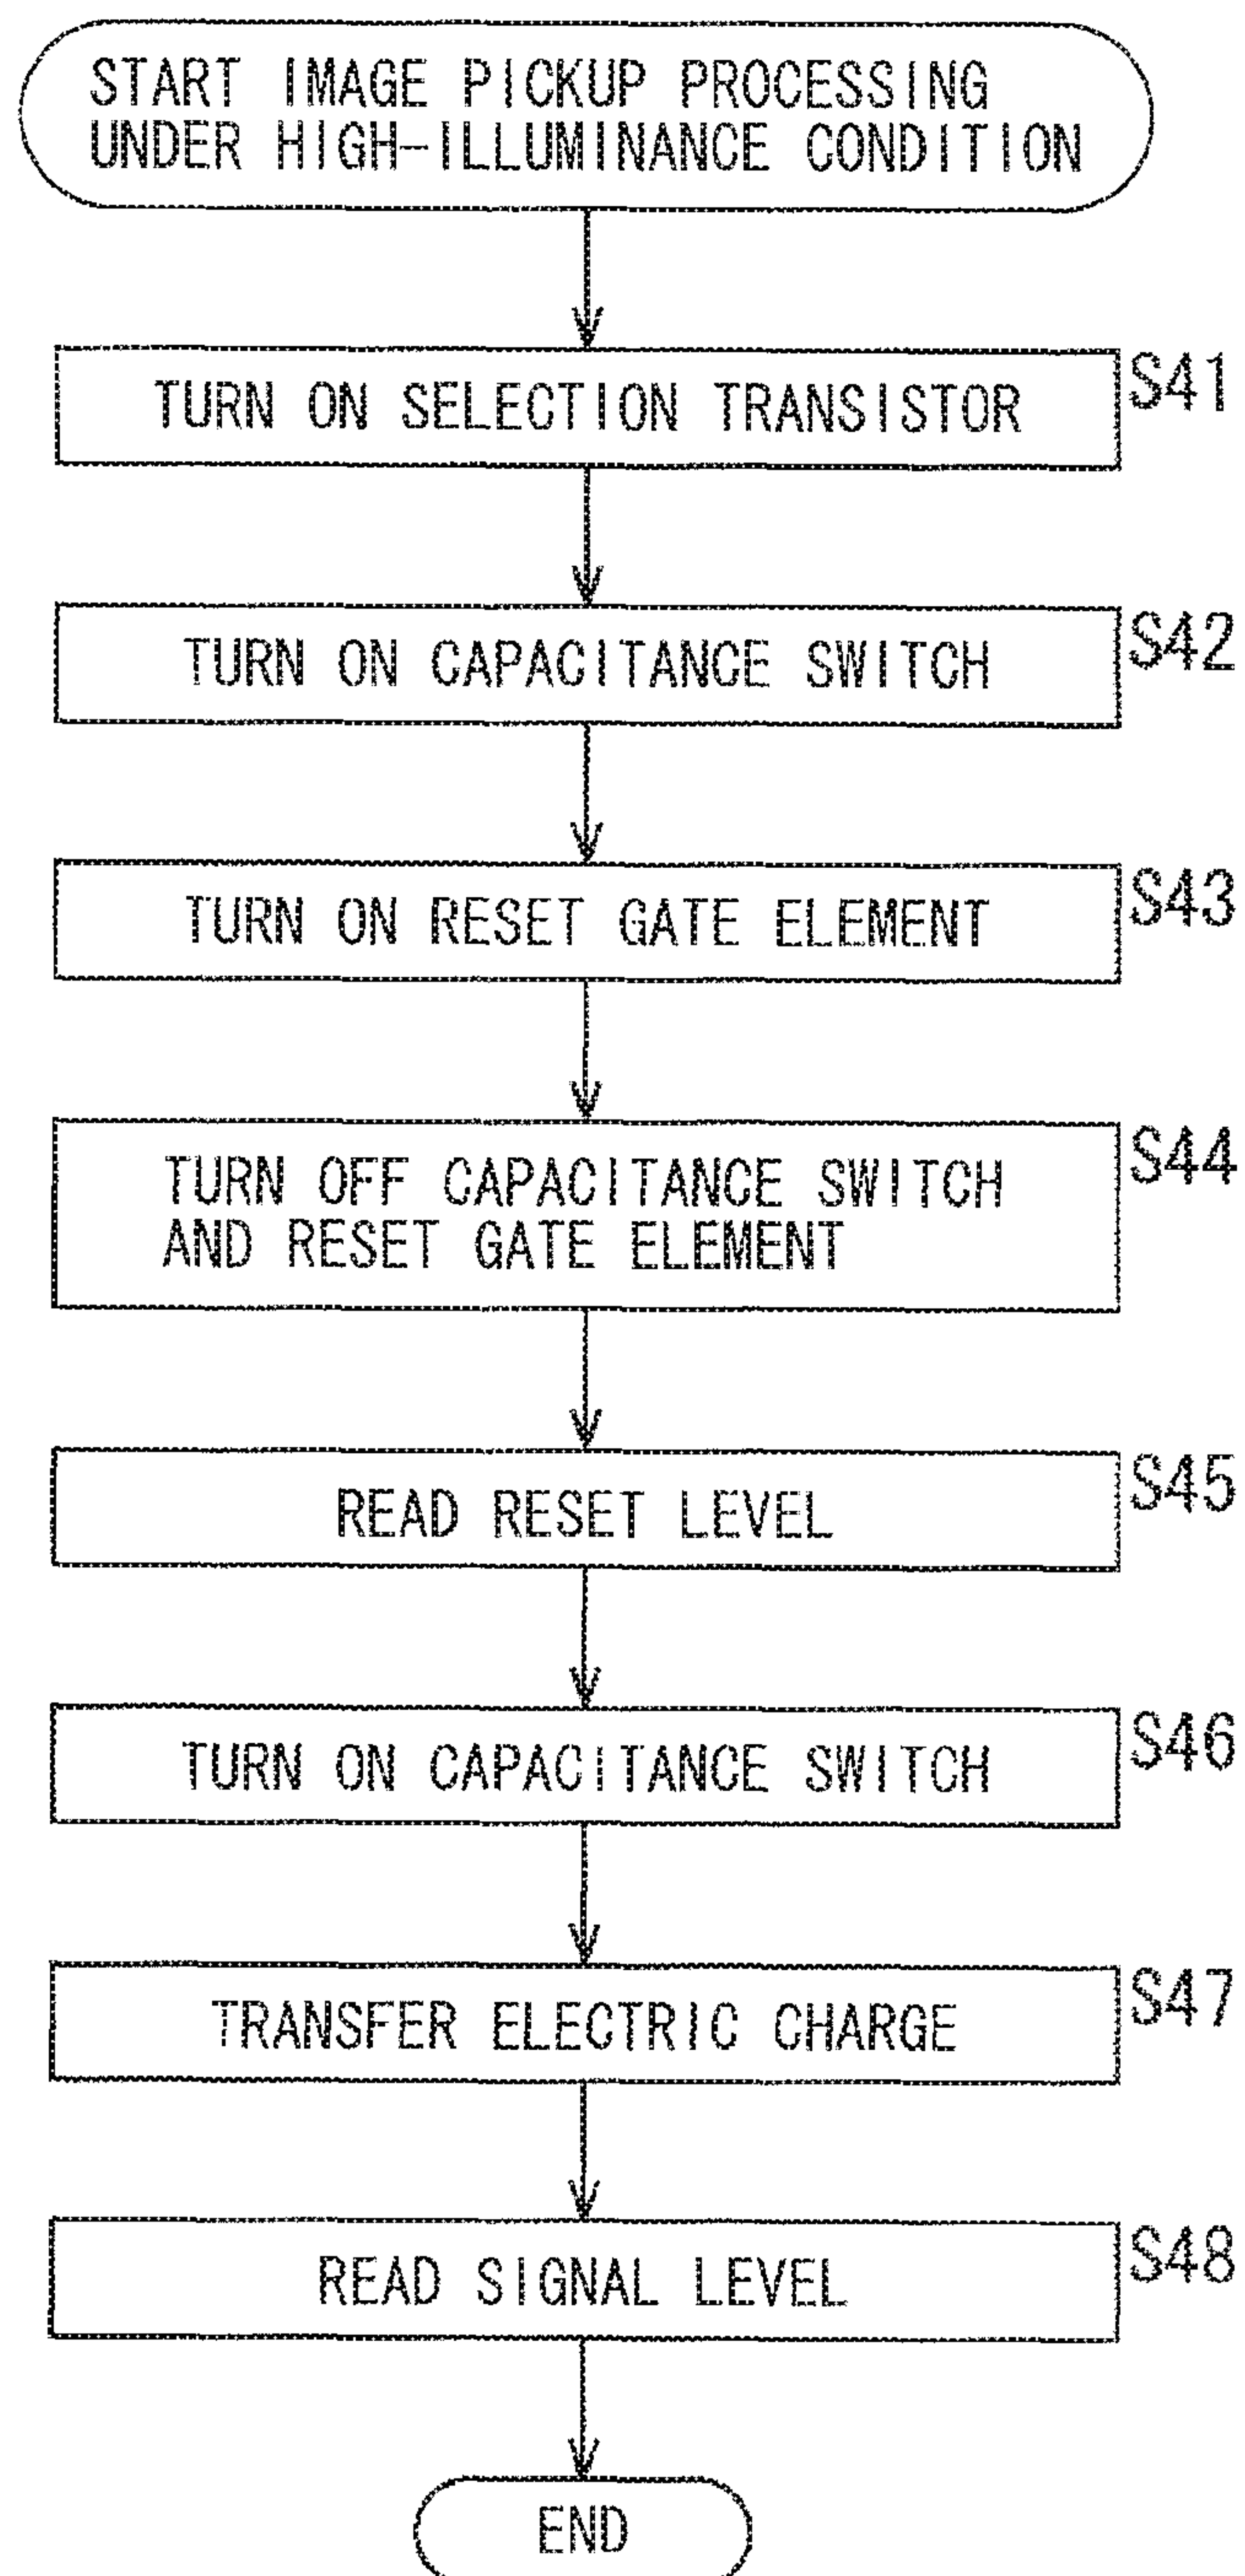 START IMAGE PICKUP PROCESSING
UNDER HIGH-ILLUMINANCE CONDITION
TURN ON SELECTION TRANSISTOR
S41
TURN ON CAPACITANCE SWITCH
S42
TURN ON RESET GATE ELEMENT
S43
TURN OFF CAPACITANCE SWITCH
AND RESET GATE ELEMENT
S44
READ RESET LEVEL
S45
TURN ON CAPACITANCE SWITCH
S46
TRANSFER ELECTRIC CHARGE
S47
READ SIGNAL LEVEL
S48
END